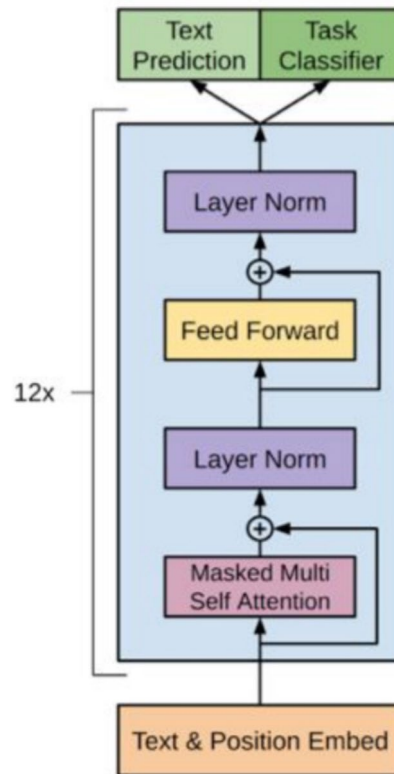 Text
Prediction
Task
Classifier
Layer Norm
+
Feed Forward
12x
Layer Norm
+
Masked Multi
Self Attention
Text & Position Embed